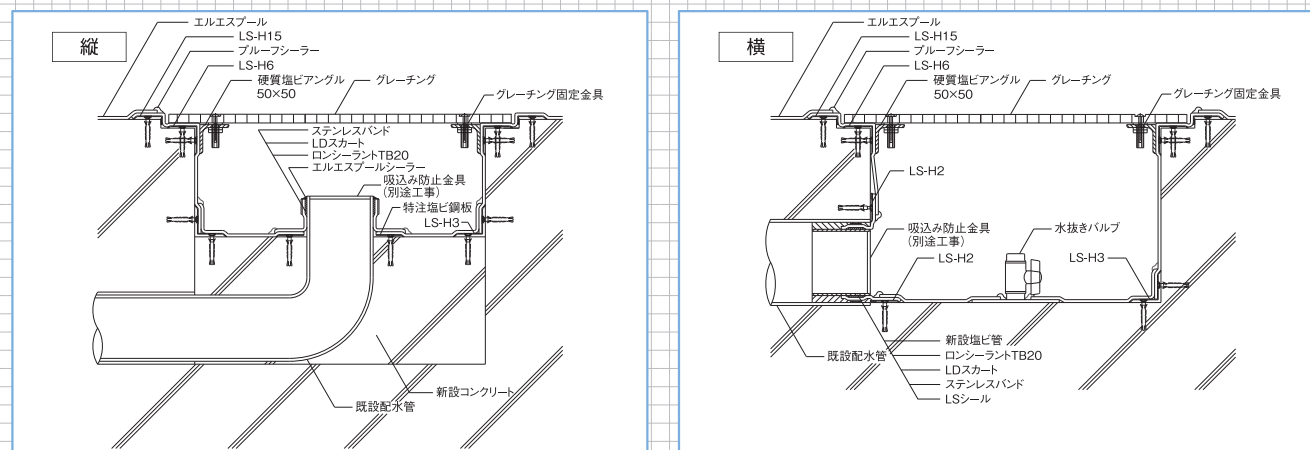 縦
エルエスプール
LS-H15
プルーフシーラー
LS-H6
硬質塩ビアングル
50×50
グレーチング
グレーチング固定金具
ステンレスバンド
LDスカート
ロンシーラントTB20
エルエスプールシーラー
吸込み防止金具
(別途工事)
特注塩ビ鋼板
LS-H3
新設コンクリート
既設配水管
横
エルエスプール
LS-H15
プルーフシーラー
LS-H6
硬質塩ビアングル
50×50
グレーチング
グレーチング固定金具
LS-H2
吸込み防止金具
(別途工事)
水抜きバルブ
LS-H2
LS-H3
新設塩ビ管
既設配水管
ロンシーラントTB20
LDスカート
ステンレスバンド
LSシール